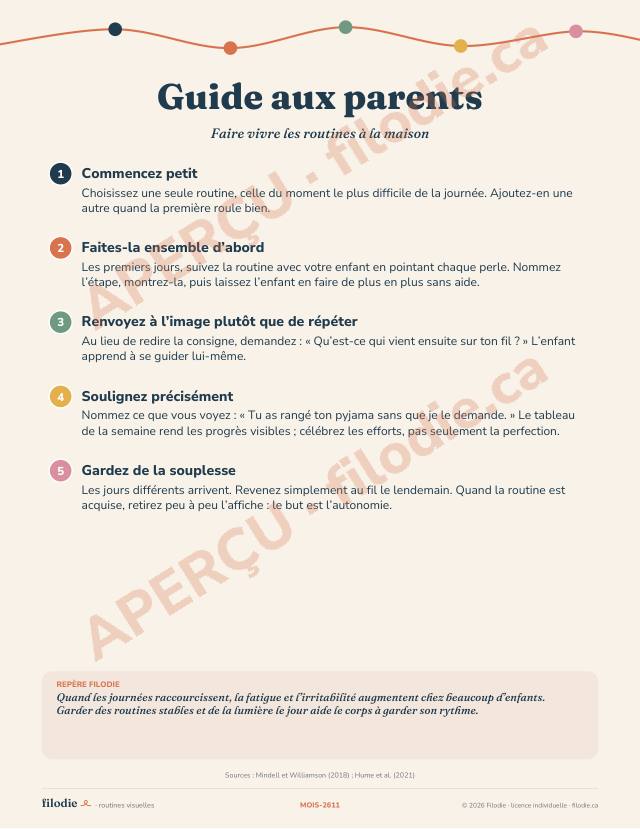 Guide aux parents
Faire vivre les routines à la maison
1 Commencez petit
Choisissez une seule routine, celle du moment le plus difficile de la journée. Ajoutez-en une
autre quand la première roule bien.
2 Faites-la ensemble d’abord
Les premiers jours, suivez la routine avec votre enfant en pointant chaque perle. Nommez
l’étape, montrez-la, puis laissez l’enfant en faire de plus en plus sans aide.
3 Renvoyez à l’image plutôt que de répéter
Au lieu de redire la consigne, demandez : « Qu’est-ce qui vient ensuite sur ton fil ? » L’enfant
apprend à se guider lui-même.
4 Soulignez précisément
Nommez ce que vous voyez : « Tu as rangé ton pyjama sans que je le demande. » Le tableau
de la semaine rend les progrès visibles ; célébrez les efforts, pas seulement la perfection.
5 Gardez de la souplesse
Les jours différents arrivent. Revenez simplement au fil le lendemain. Quand la routine est
acquise, retirez peu à peu l’affiche : le but est l’autonomie.
APERÇU · filodie.ca
APERÇU · filodie.ca
REPÈRE FILODIE
Quand les journées raccourcissent, la fatigue et l’irritabilité augmentent chez beaucoup d’enfants.
Garder des routines stables et de la lumière le jour aide le corps à garder son rythme.
Sources : Mindell et Williamson (2018) ; Hume et al. (2021)
filodie · routines visuelles
MOIS-2611
© 2026 Filodie · licence individuelle · filodie.ca